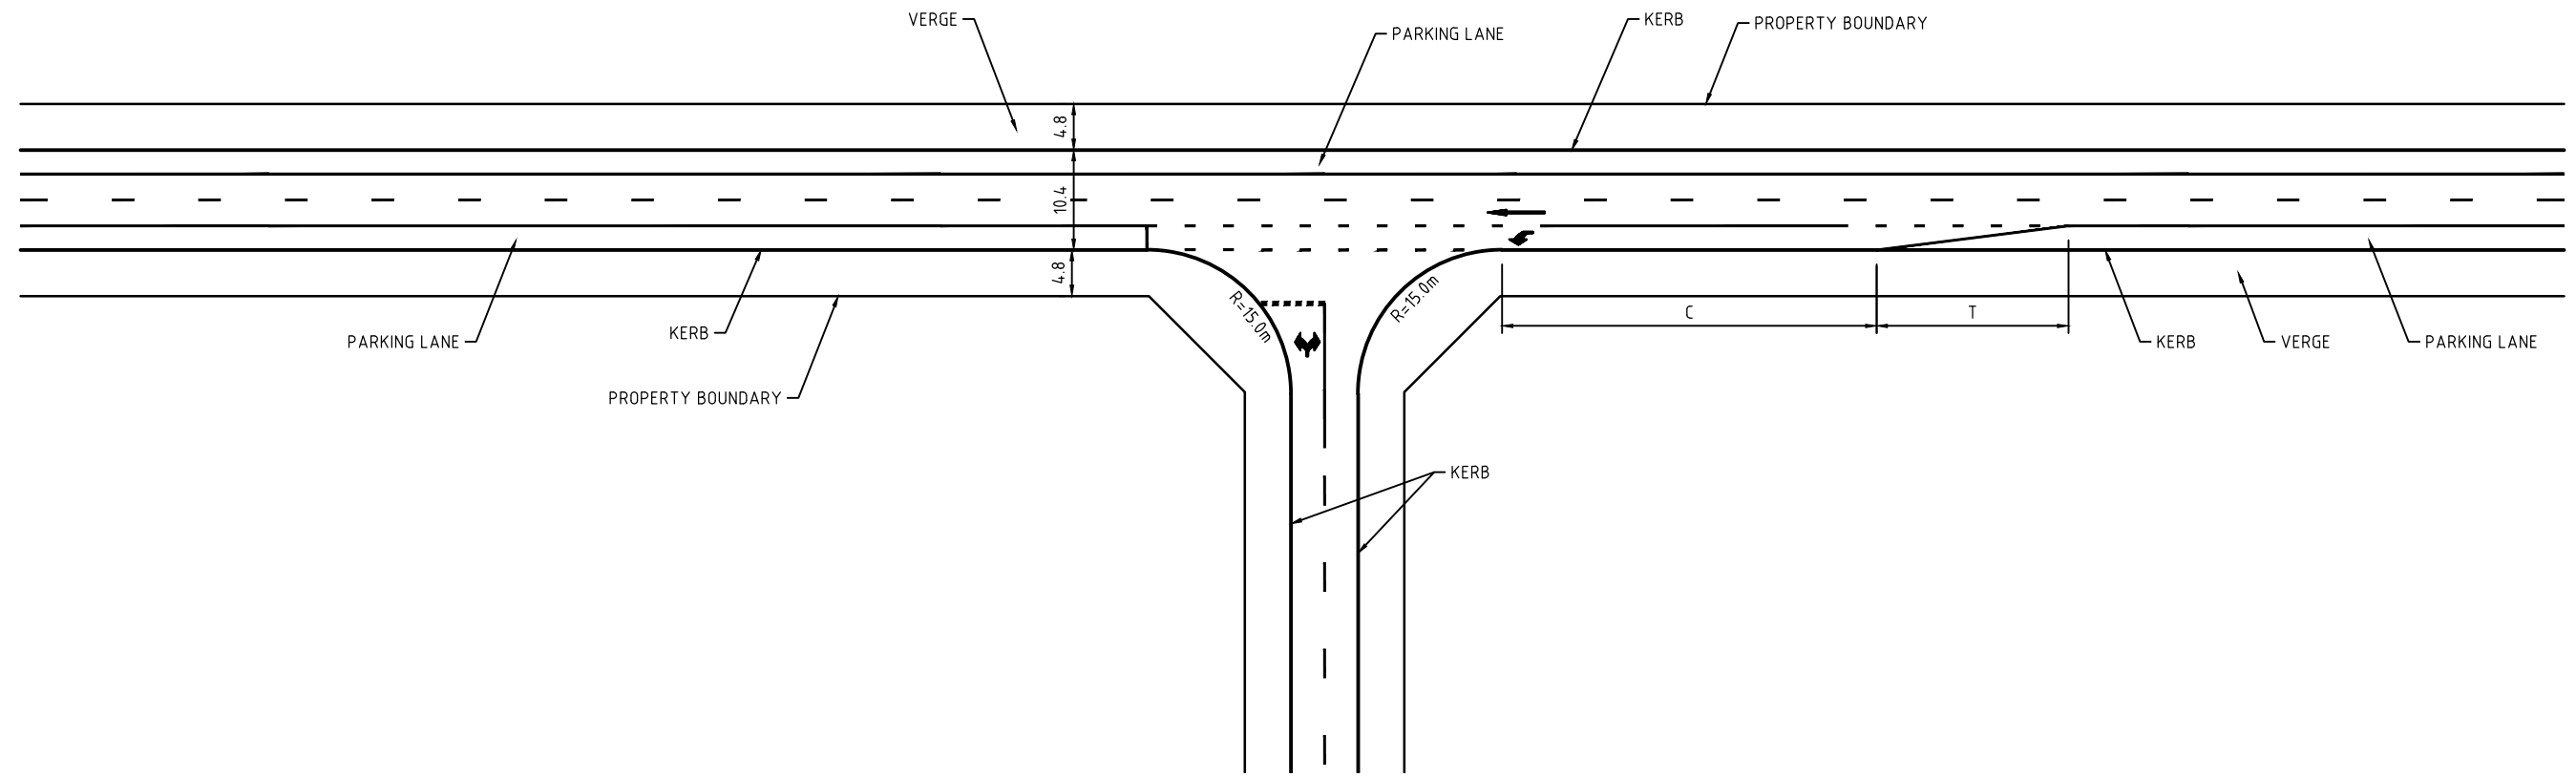 VERGE
KERB
PROPERTY BOUNDARY
PARKING LANE
4.8
10.4
4.8
R=15.0m
R=15.0m
C
T
PARKING LANE
KERB
KERB
VERGE
PARKING LANE
PROPERTY BOUNDARY
KERB